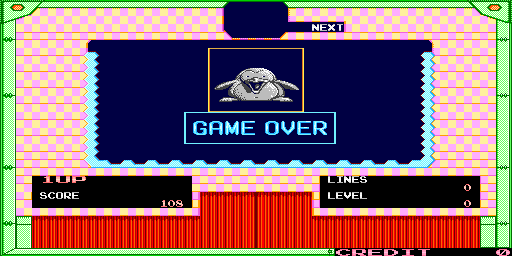 NEXT
GAME OVER
1UP
SCORE
108
LINES
0
LEVEL
0
CREDIT 0